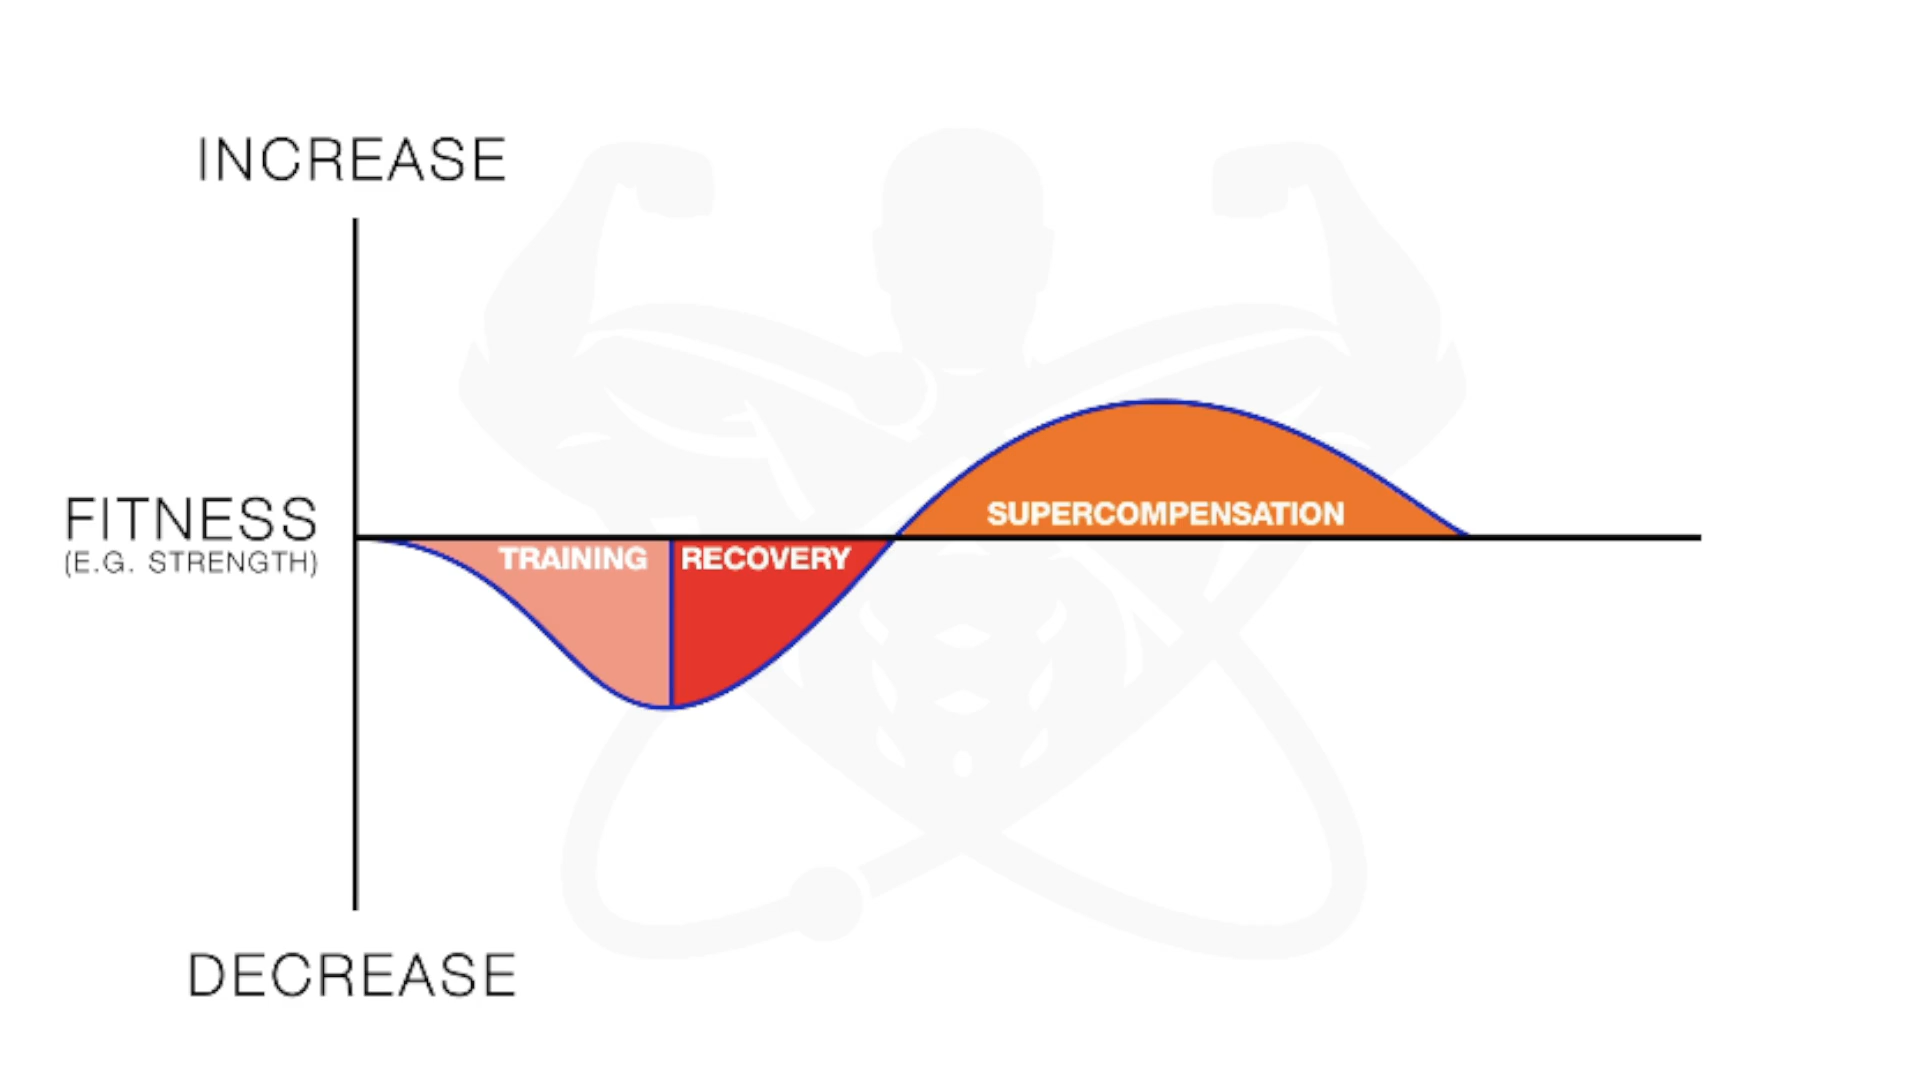 INCREASE
FITNESS
(E.G. STRENGTH)
TRAINING
RECOVERY
SUPERCOMPENSATION
DECREASE